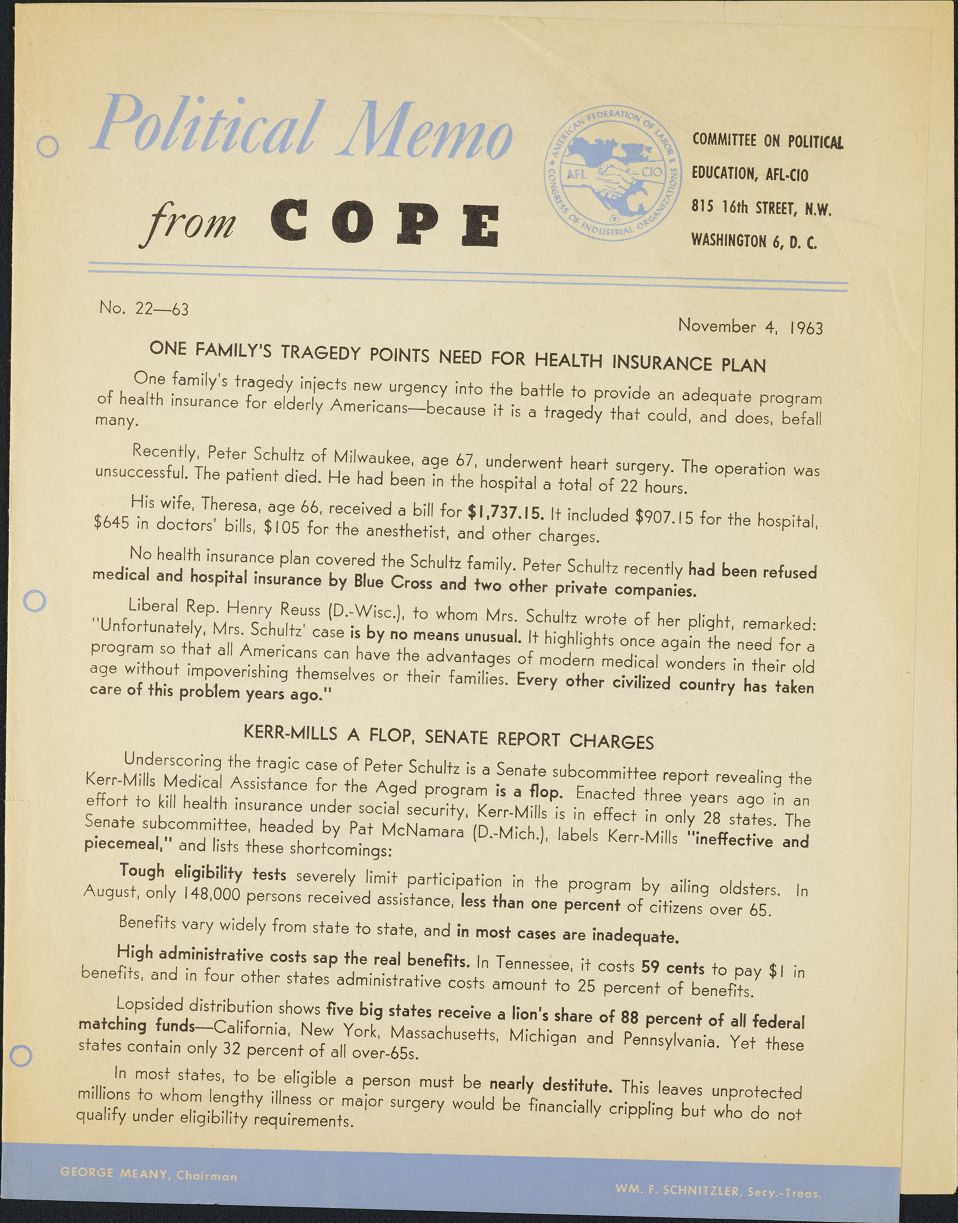 Political Memo
from COPE
AMERICAN FEDERATION OF LABOR &
CONGRESS OF INDUSTRIAL ORGANIZATIONS
AFL CIO
®
COMMITTEE ON POLITICAL
EDUCATION, AFL-CIO
815 16th STREET, N.W.
WASHINGTON 6, D. C.
No. 22—63
November 4, 1963
ONE FAMILY'S TRAGEDY POINTS NEED FOR HEALTH INSURANCE PLAN
One family's tragedy injects new urgency into the battle to provide an adequate program
of health insurance for elderly Americans—because it is a tragedy that could, and does, befall
many.
Recently, Peter Schultz of Milwaukee, age 67, underwent heart surgery. The operation was
unsuccessful. The patient died. He had been in the hospital a total of 22 hours.
His wife, Theresa, age 66, received a bill for $1,737.15. It included $907.15 for the hospital,
$645 in doctors' bills, $105 for the anesthetist, and other charges.
No health insurance plan covered the Schultz family. Peter Schultz recently had been refused
medical and hospital insurance by Blue Cross and two other private companies.
Liberal Rep. Henry Reuss (D.-Wisc.), to whom Mrs. Schultz wrote of her plight, remarked:
"Unfortunately, Mrs. Schultz' case is by no means unusual. It highlights once again the need for a
program so that all Americans can have the advantages of modern medical wonders in their old
age without impoverishing themselves or their families. Every other civilized country has taken
care of this problem years ago."
KERR-MILLS A FLOP, SENATE REPORT CHARGES
Underscoring the tragic case of Peter Schultz is a Senate subcommittee report revealing the
Kerr-Mills Medical Assistance for the Aged program is a flop. Enacted three years ago in an
effort to kill health insurance under social security, Kerr-Mills is in effect in only 28 states. The
Senate subcommittee, headed by Pat McNamara (D.-Mich.), labels Kerr-Mills "ineffective and
piecemeal," and lists these shortcomings:
Tough eligibility tests severely limit participation in the program by ailing oldsters. In
August, only 148,000 persons received assistance, less than one percent of citizens over 65.
Benefits vary widely from state to state, and in most cases are inadequate.
High administrative costs sap the real benefits. In Tennessee, it costs 59 cents to pay $1 in
benefits, and in four other states administrative costs amount to 25 percent of benefits.
Lopsided distribution shows five big states receive a lion's share of 88 percent of all federal
matching funds—California, New York, Massachusetts, Michigan and Pennsylvania. Yet these
states contain only 32 percent of all over-65s.
In most states, to be eligible a person must be nearly destitute. This leaves unprotected
millions to whom lengthy illness or major surgery would be financially crippling but who do not
qualify under eligibility requirements.
GEORGE MEANY, Chairman
WM. F. SCHNITZLER, Secy.-Treas.